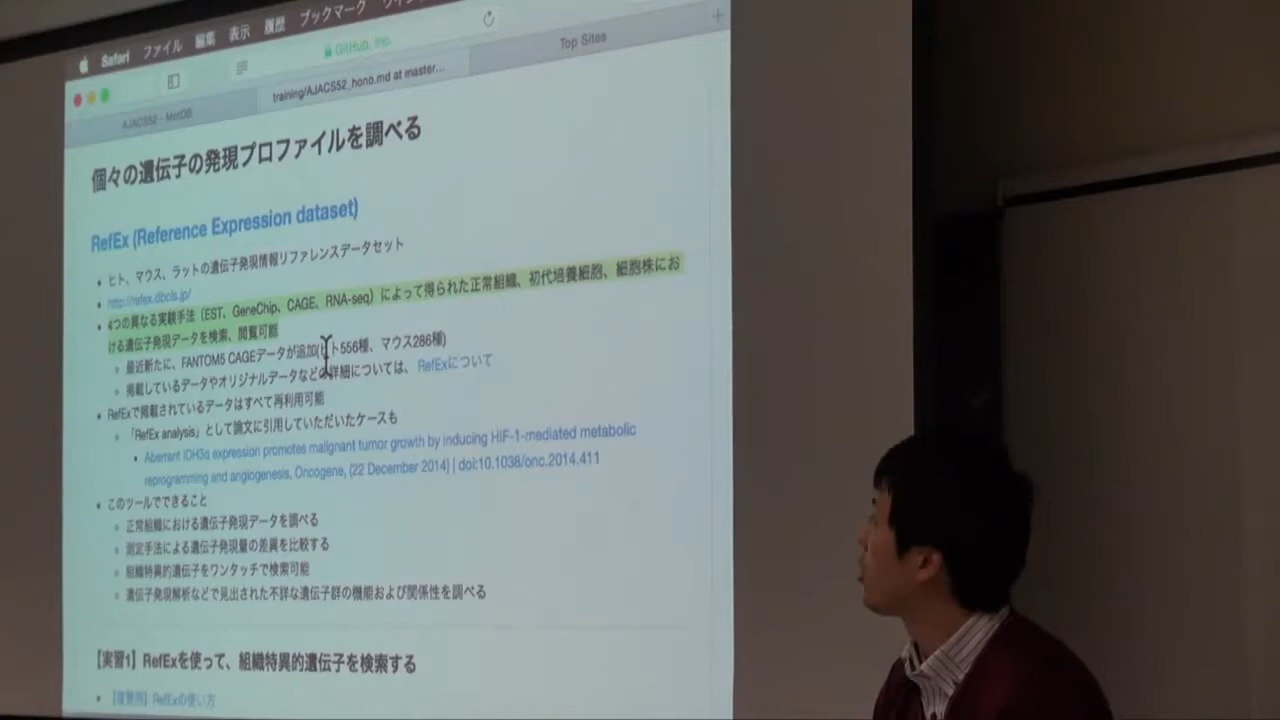 Safari ファイル 編集 表示 履歴 ブックマーク
GitHub, Inc.
AJACS52 - MotDB
training/AJACS52_hono.md at master...
Top Sites
個々の遺伝子の発現プロファイルを調べる
RefEx (Reference Expression dataset)
ヒト、マウス、ラットの遺伝子発現情報リファレンスデータセット
http://refex.dbcls.jp/
4つの異なる実験手法（EST、GeneChip、CAGE、RNA-seq）によって得られた正常組織、初代培養細胞、細胞株にお
ける遺伝子発現データを検索、閲覧可能
最近新たに、FANTOM5 CAGEデータが追加(ヒト556種、マウス286種)
掲載しているデータやオリジナルデータなどの詳細については、 RefExについて
RefExで掲載されているデータはすべて再利用可能
「RefEx analysis」として論文に引用していただいたケースも
Aberrant IDH3α expression promotes malignant tumor growth by inducing HIF-1-mediated metabolic
reprogramming and angiogenesis, Oncogene, (22 December 2014) | doi:10.1038/onc.2014.411
このツールでできること
正常組織における遺伝子発現データを調べる
測定手法による遺伝子発現量の差異を比較する
組織特異的遺伝子をワンタッチで検索可能
遺伝子発現解析などで見出された不詳な遺伝子群の機能および関係性を調べる
【実習1】RefExを使って、組織特異的遺伝子を検索する
【復習用】RefExの使い方